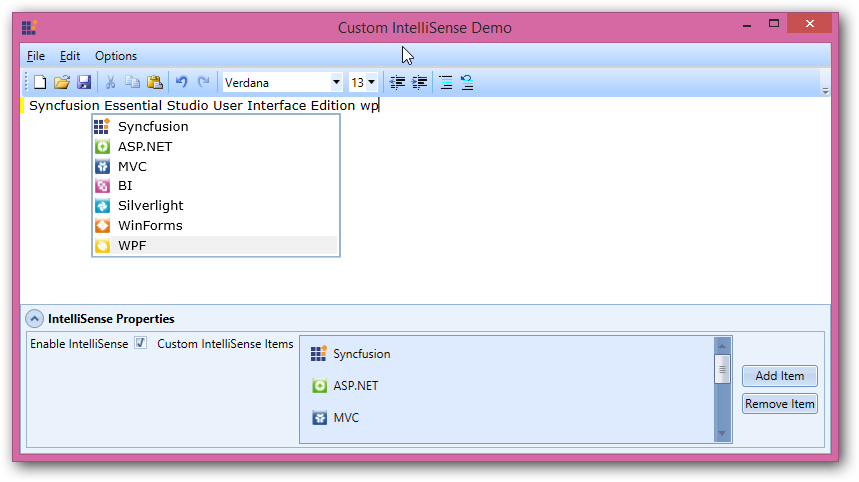 Custom IntelliSense Demo
File Edit Options
Verdana 13
Syncfusion Essential Studio User Interface Edition wp
Syncfusion
ASP.NET
MVC
BI
Silverlight
WinForms
WPF
IntelliSense Properties
Enable IntelliSense Custom IntelliSense Items
Syncfusion
ASP.NET
MVC
Add Item
Remove Item